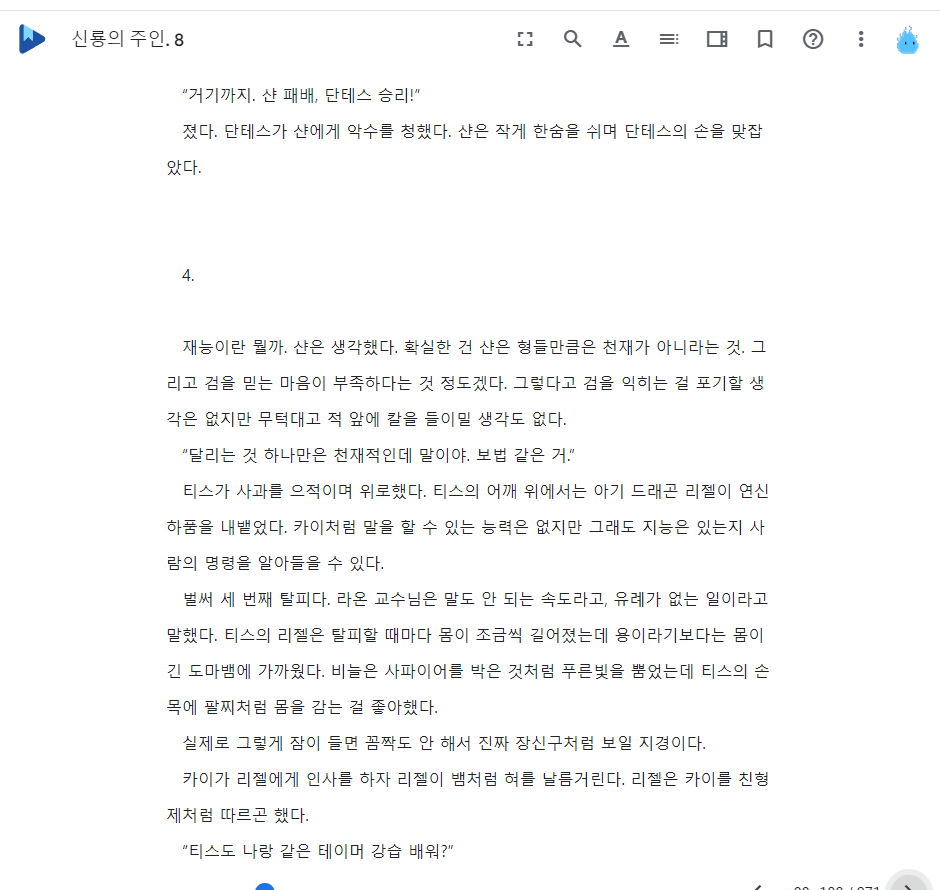 신룡의 주인. 8
"거기까지. 샨 패배, 단테스 승리!"
졌다. 단테스가 샨에게 악수를 청했다. 샨은 작게 한숨을 쉬며 단테스의 손을 맞잡
았다.
4.
재능이란 뭘까. 샨은 생각했다. 확실한 건 샨은 형들만큼은 천재가 아니라는 것. 그
리고 검을 믿는 마음이 부족하다는 것 정도겠다. 그렇다고 검을 익히는 걸 포기할 생
각은 없지만 무턱대고 적 앞에 칼을 들이밀 생각도 없다.
"달리는 것 하나만은 천재적인데 말이야. 보법 같은 거."
티스가 사과를 으적이며 위로했다. 티스의 어깨 위에서는 아기 드래곤 리젤이 연신
하품을 내뱉었다. 카이처럼 말을 할 수 있는 능력은 없지만 그래도 지능은 있는지 사
람의 명령을 알아들을 수 있다.
벌써 세 번째 탈피다. 라온 교수님은 말도 안 되는 속도라고, 유례가 없는 일이라고
말했다. 티스의 리젤은 탈피할 때마다 몸이 조금씩 길어졌는데 용이라기보다는 몸이
긴 도마뱀에 가까웠다. 비늘은 사파이어를 박은 것처럼 푸른빛을 뿜었는데 티스의 손
목에 팔찌처럼 몸을 감는 걸 좋아했다.
실제로 그렇게 잠이 들면 꼼짝도 안 해서 진짜 장신구처럼 보일 지경이다.
카이가 리젤에게 인사를 하자 리젤이 뱀처럼 혀를 날름거린다. 리젤은 카이를 친형
제처럼 따르곤 했다.
"티스도 나랑 같은 테이머 강습 배워?"